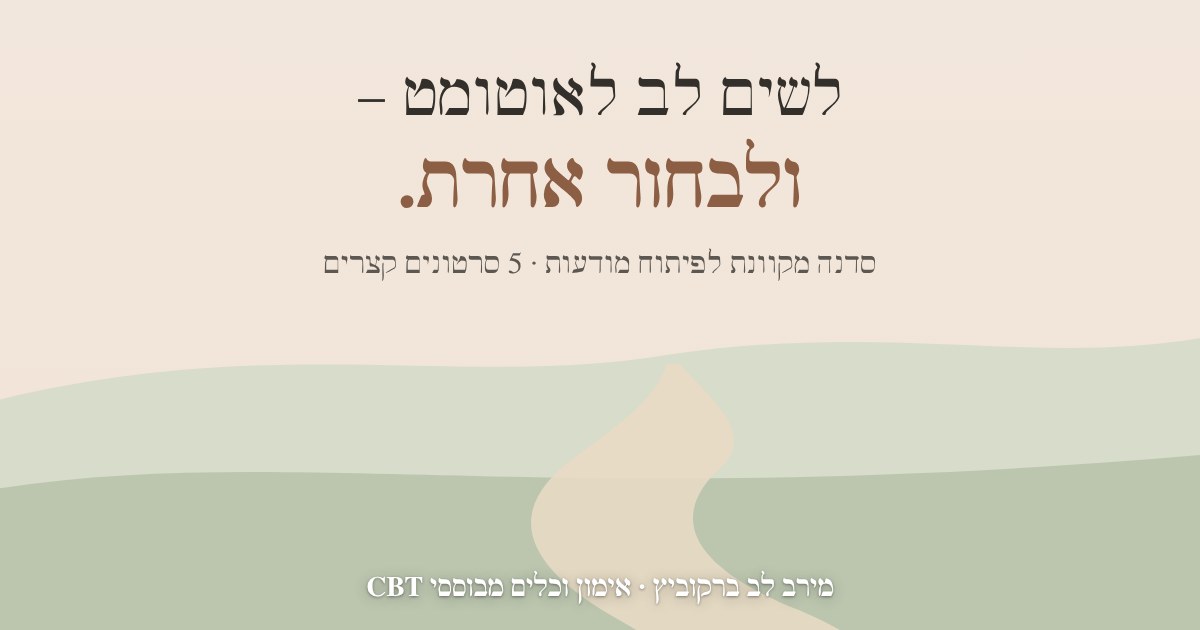 לשים לב לאוטומט –
ולבחור אחרת.
סדנה מקוונת לפיתוח מודעות · 5 סרטונים קצרים
מירב לב ברקוביץ · אימון וכלים מבוססי CBT